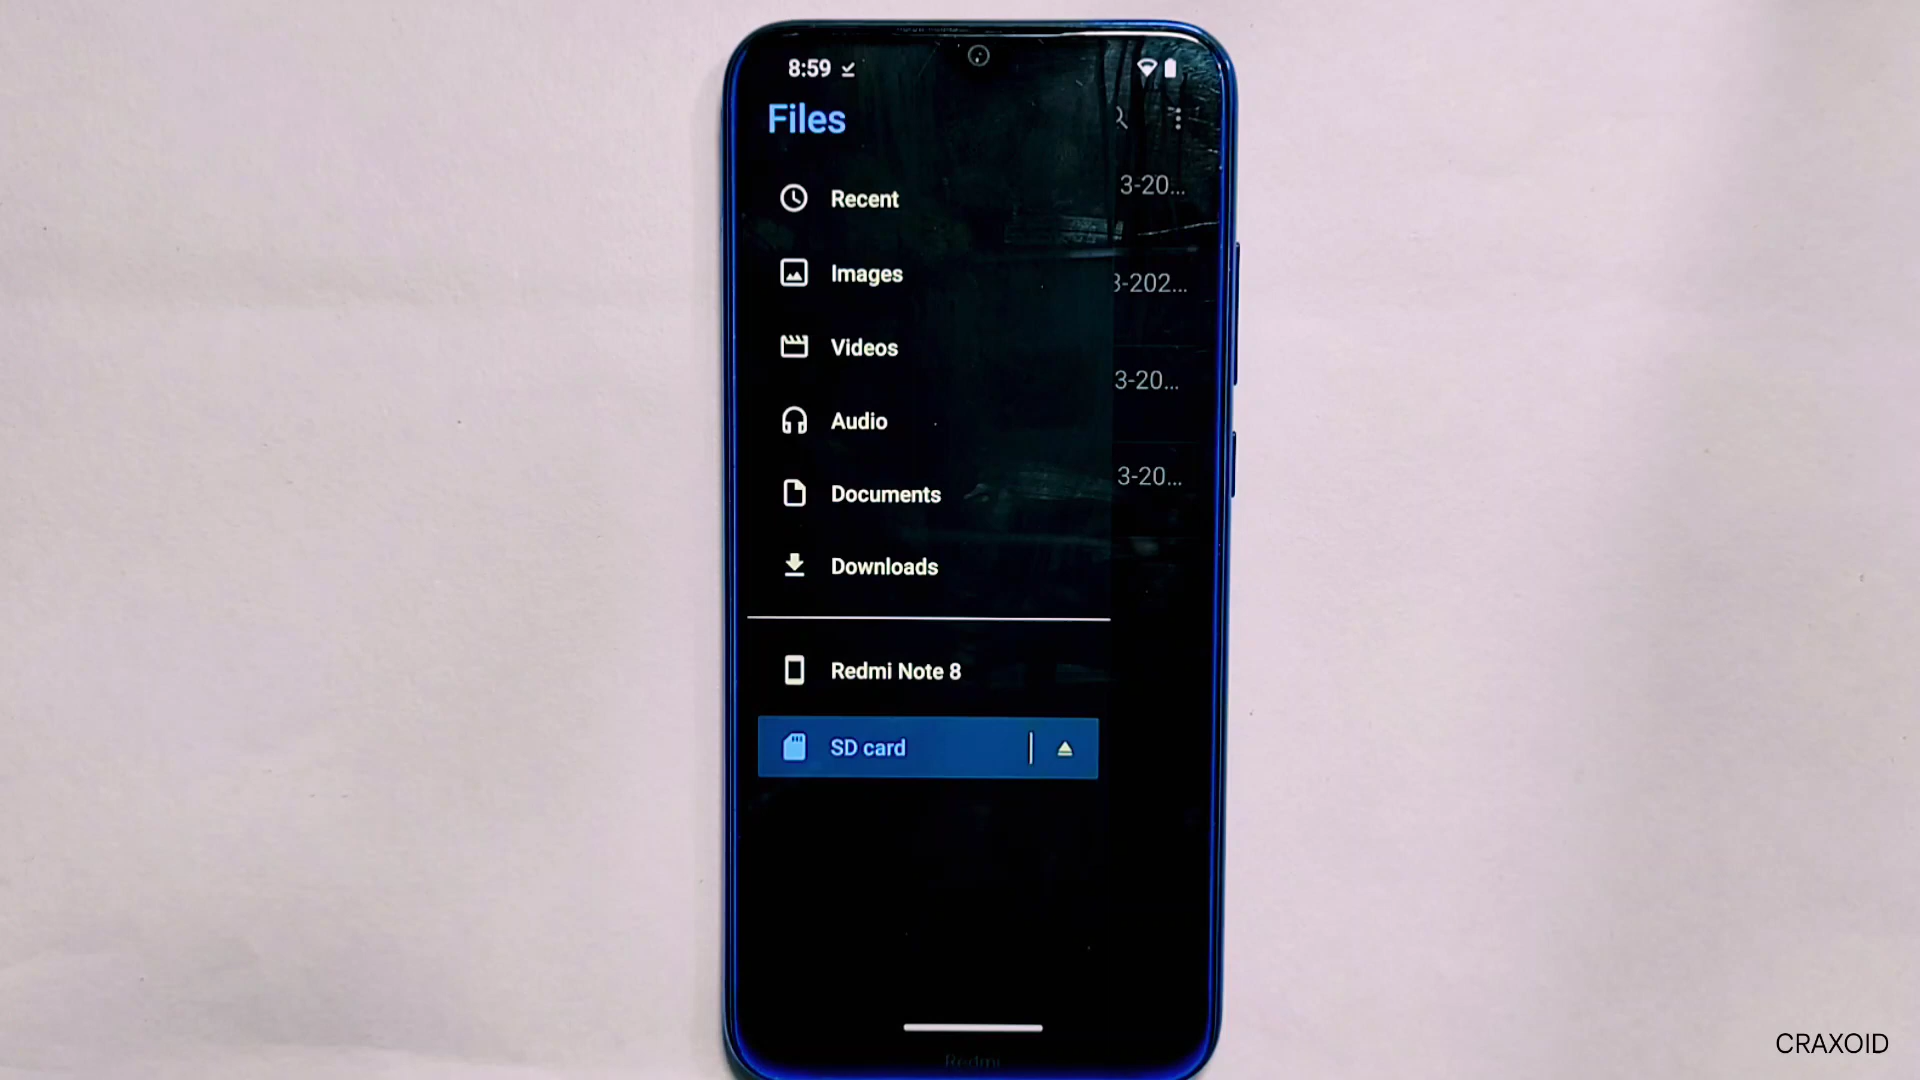 8:59
Files
3-20...
Recent
Images
3-202...
Videos
3-20...
Audio
3-20...
Documents
Downloads
Redmi Note 8
SD card
Redmi
CRAXOID